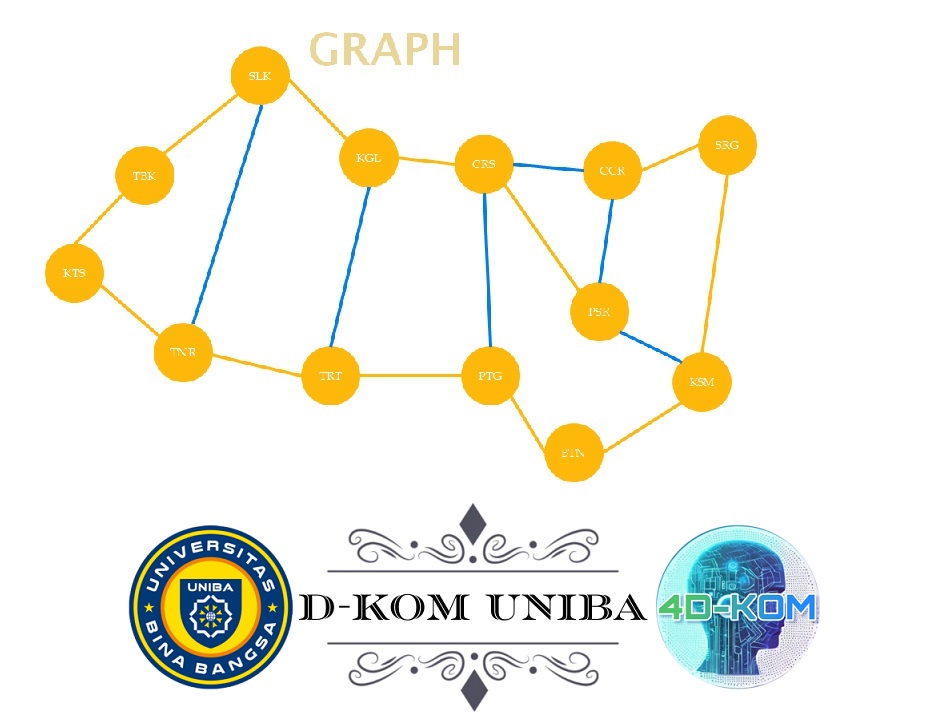 GRAPH
SLK
KGL
CRS
CCR
SRG
TBK
KTS
PSR
TNR
TRT
PTG
KSM
BTN
UNIVERSITAS
UNIBA
BINA BANGSA
D-KOM UNIBA
4D-KOM